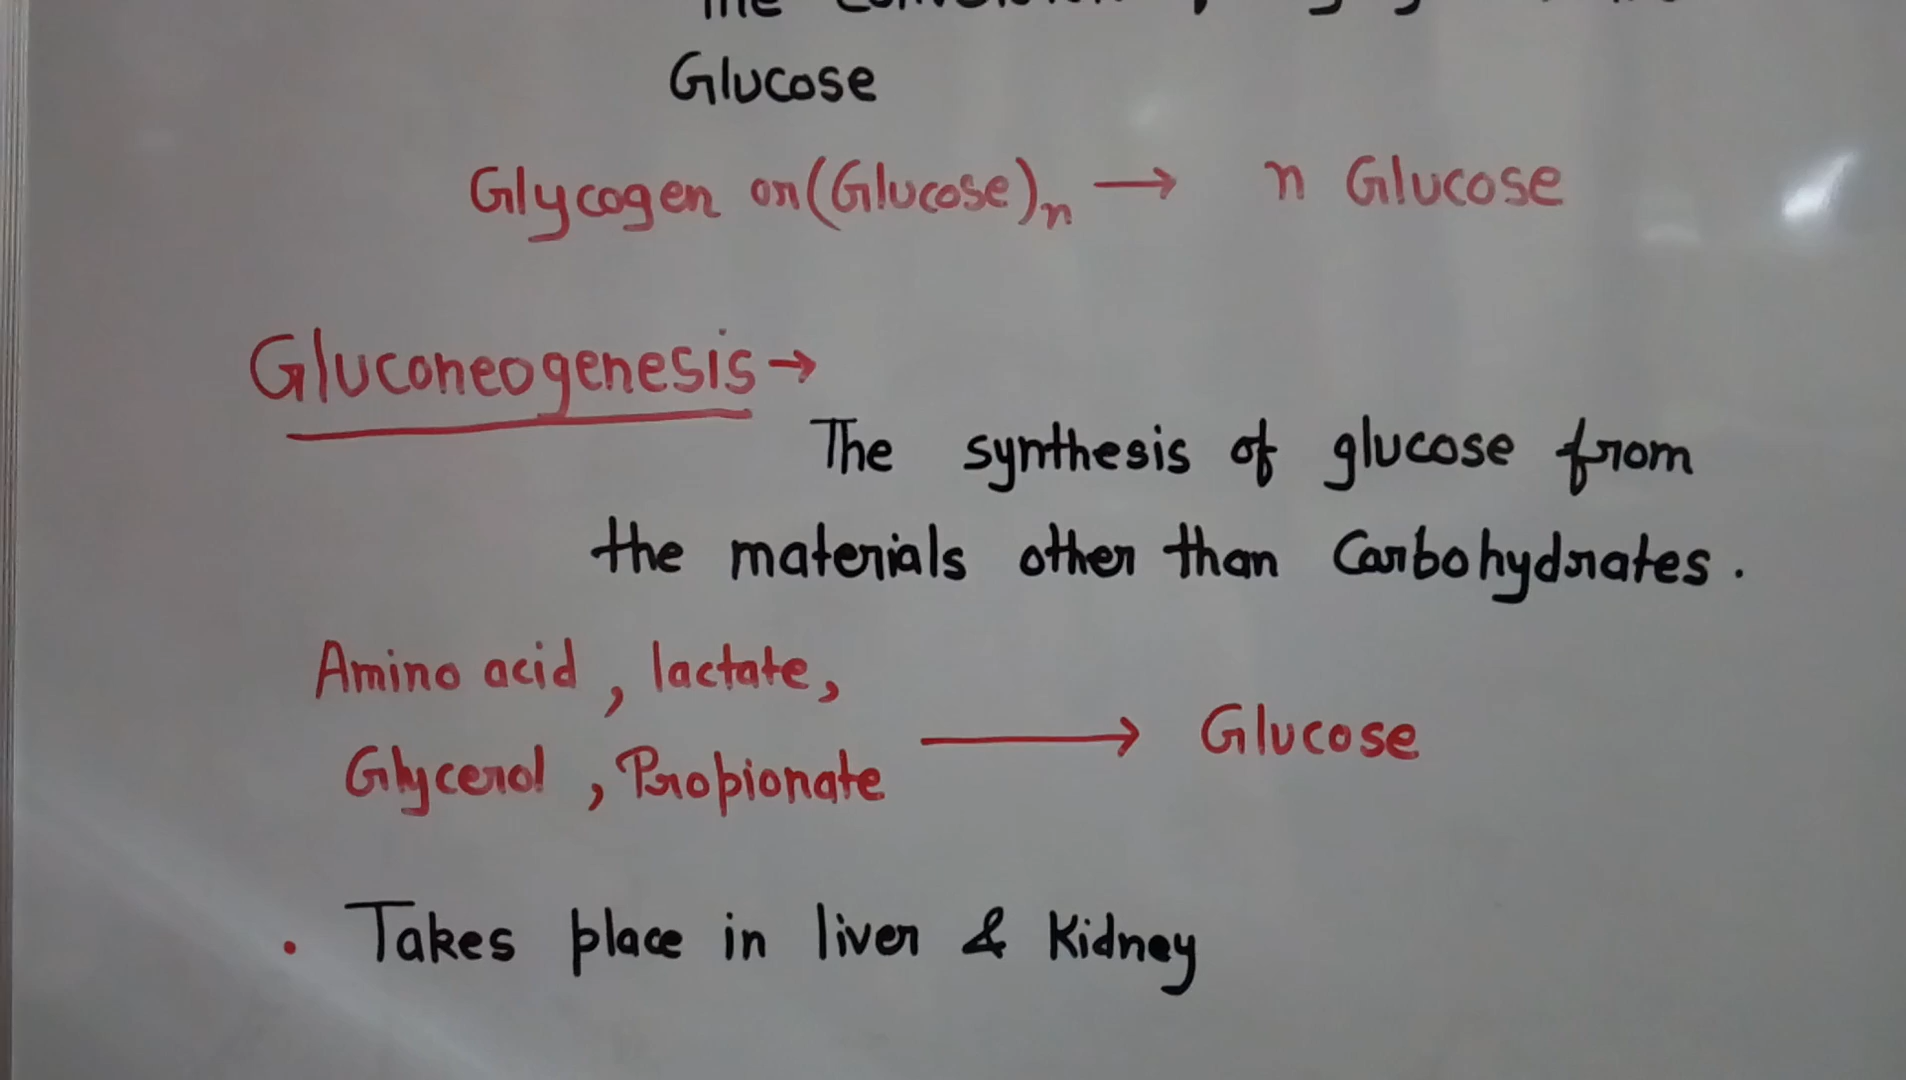 Glucose
Glycogen or (Glucose)n → n Glucose
Gluconeogenesis →
The synthesis of glucose from
the materials other than Carbohydrates.
Amino acid, lactate,
Glycerol, Propionate → Glucose
• Takes place in liver & Kidney